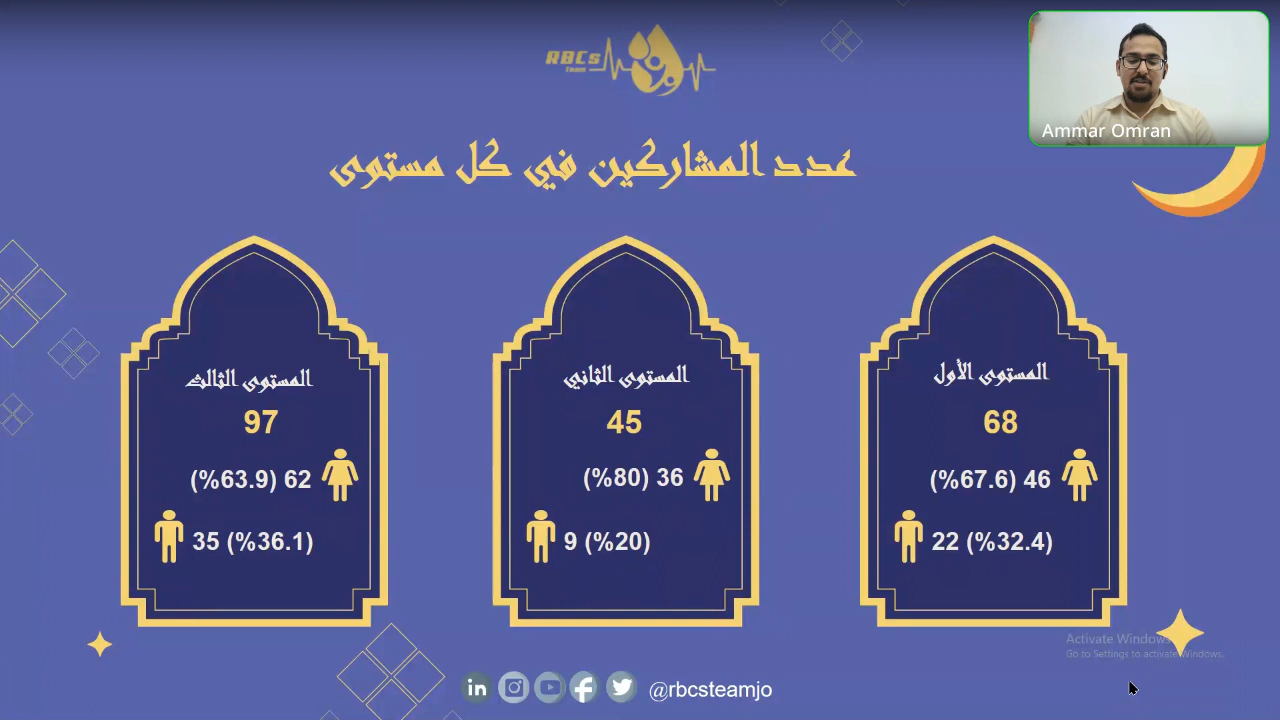 RBCs
Team
Ammar Omran
عدد المشاركين في كل مستوى
المستوى الأول
68
46 (%67.6)
22 (%32.4)
المستوى الثاني
45
36 (%80)
9 (%20)
المستوى الثالث
97
62 (%63.9)
35 (%36.1)
Activate Windows
Go to Settings to activate Windows.
@rbcsteamjo